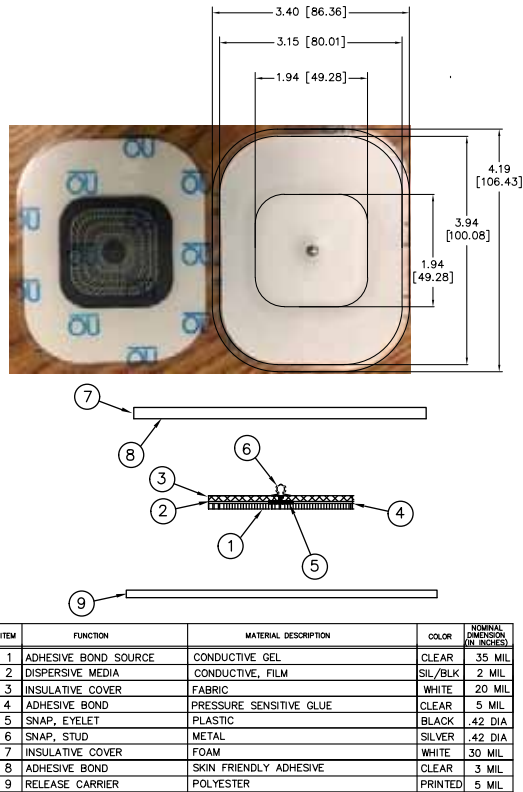 3.40 [86.36]
3.15 [80.01]
1.94 [49.28]
4.19
[106.43]
3.94
[100.08]
1.94
[49.28]
7
8
6
3
2
4
1
5
9
ITEM FUNCTION MATERIAL DESCRIPTION COLOR NOMINAL DIMENSION (IN INCHES)
1 ADHESIVE BOND SOURCE CONDUCTIVE GEL CLEAR 35 MIL
2 DISPERSIVE MEDIA CONDUCTIVE, FILM SIL/BLK 2 MIL
3 INSULATIVE COVER FABRIC WHITE 20 MIL
4 ADHESIVE BOND PRESSURE SENSITIVE GLUE CLEAR 5 MIL
5 SNAP, EYELET PLASTIC BLACK .42 DIA
6 SNAP, STUD METAL SILVER .42 DIA
7 INSULATIVE COVER FOAM WHITE 30 MIL
8 ADHESIVE BOND SKIN FRIENDLY ADHESIVE CLEAR 3 MIL
9 RELEASE CARRIER POLYESTER PRINTED 5 MIL